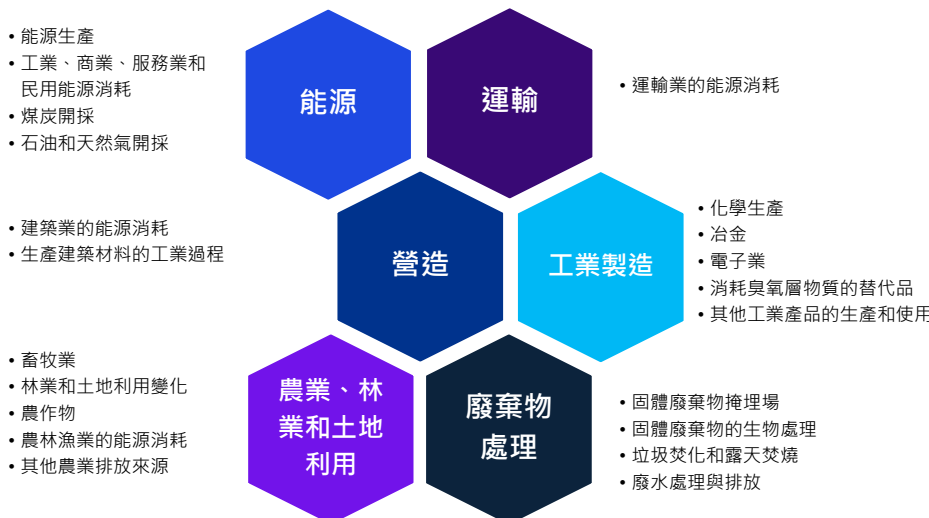 • 能源生產
• 工業、商業、服務業和
民用能源消耗
• 煤炭開採
• 石油和天然氣開採
能源
運輸
• 運輸業的能源消耗
• 建築業的能源消耗
• 生產建築材料的工業過程
營造
工業製造
• 化學生產
• 冶金
• 電子業
• 消耗臭氧層物質的替代品
• 其他工業產品的生產和使用
• 畜牧業
• 林業和土地利用變化
• 農作物
• 農林漁業的能源消耗
• 其他農業排放來源
農業、林
業和土地
利用
廢棄物
處理
• 固體廢棄物掩埋場
• 固體廢棄物的生物處理
• 垃圾焚化和露天焚燒
• 廢水處理與排放